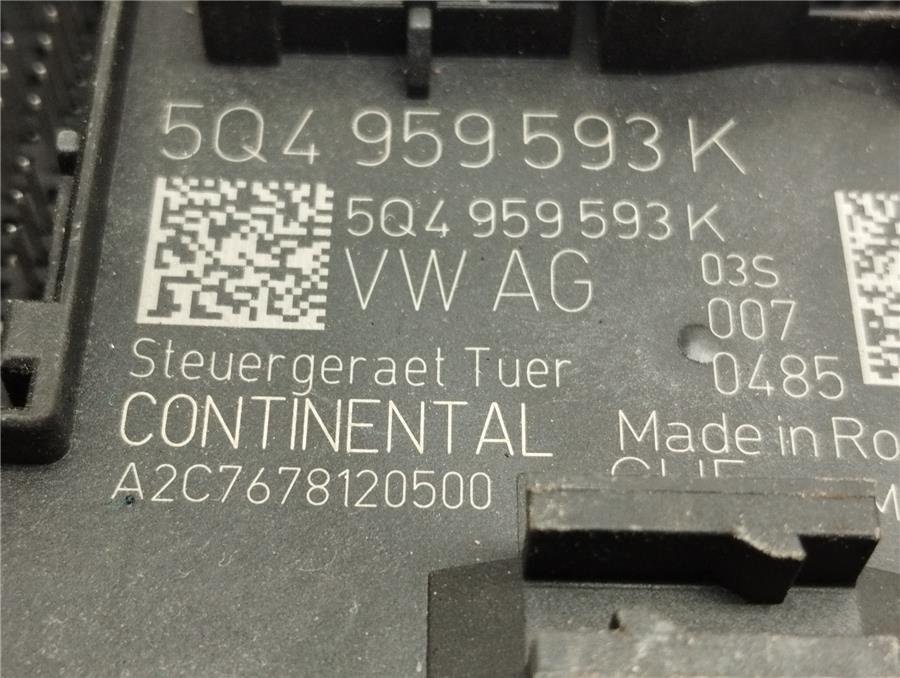 5Q4 959 593 K
5Q4 959 593 K
VW AG
03S
007
0485
Steuergeraet Tuer
CONTINENTAL
A2C7678120500
Made in Ro